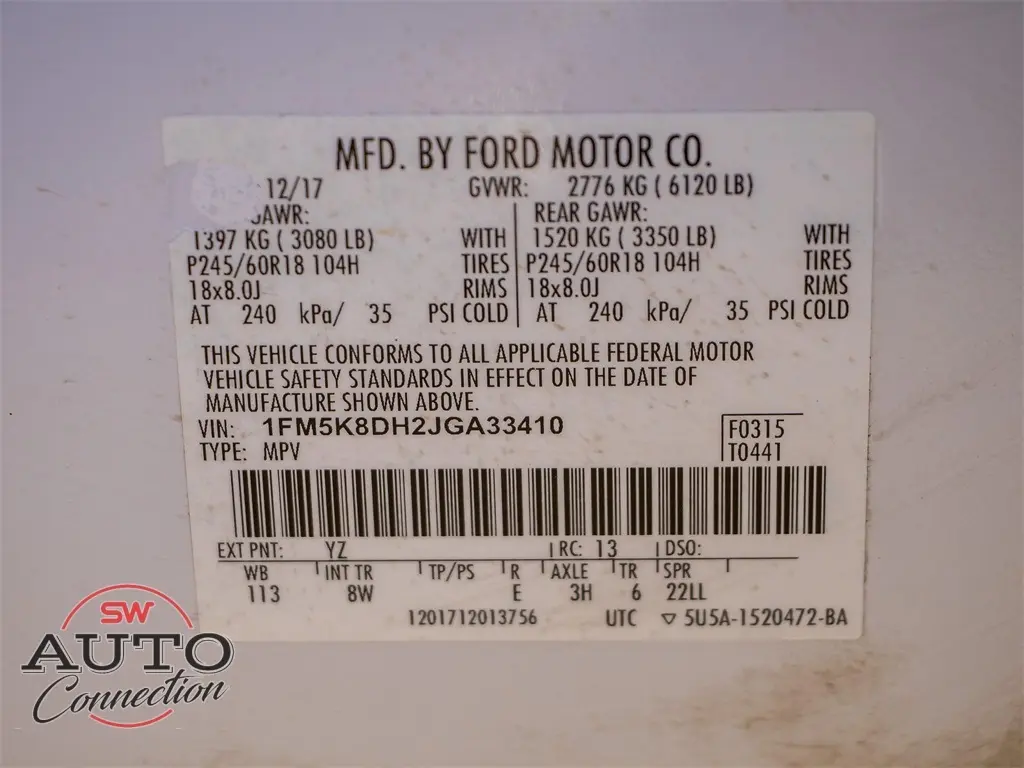 MFD. BY FORD MOTOR CO.
12/17 GVWR: 2776 KG ( 6120 LB)
GAWR: REAR GAWR:
1397 KG ( 3080 LB) WITH 1520 KG ( 3350 LB) WITH
P245/60R18 104H TIRES P245/60R18 104H TIRES
18x8.0J RIMS 18x8.0J RIMS
AT 240 kPa/ 35 PSI COLD AT 240 kPa/ 35 PSI COLD
THIS VEHICLE CONFORMS TO ALL APPLICABLE FEDERAL MOTOR
VEHICLE SAFETY STANDARDS IN EFFECT ON THE DATE OF
MANUFACTURE SHOWN ABOVE.
VIN: 1FM5K8DH2JGA33410 F0315
TYPE: MPV T0441
EXT PNT: YZ RC: 13 DSO:
WB INT TR TP/PS R AXLE TR SPR
113 8W E 3H 6 22LL
1201712013756 UTC ▽ 5U5A-1520472-BA
SW
AUTO
Connection